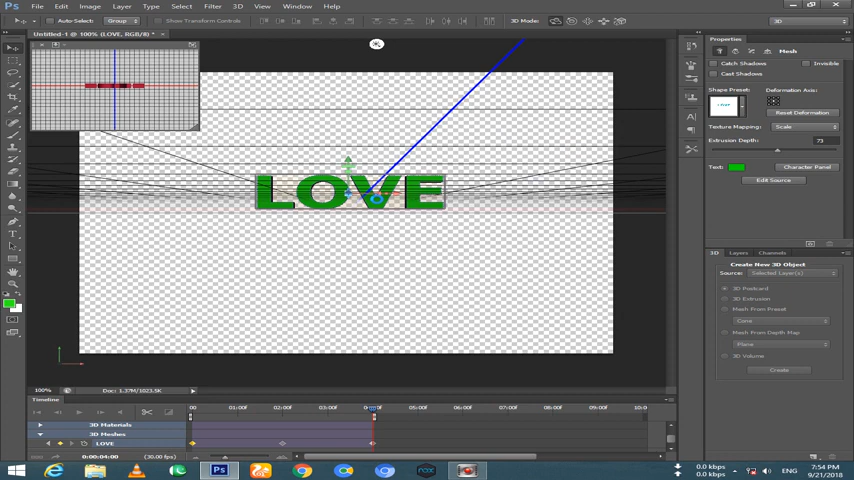 Ps File Edit Image Layer Type Select Filter 3D View Window Help
Auto-Select: Group Show Transform Controls 3D Mode: 3D
Untitled-1 @ 100% (LOVE, RGB/8) * ×
Properties
Mesh
Catch Shadows Invisible
Cast Shadows
Shape Preset: Deformation Axis:
Reset Deformation
Texture Mapping: Scale
Extrusion Depth: 73
Text: Character Panel
Edit Source
LOVE
3D Layers Channels
Create New 3D Object
Source: Selected Layer(s)
3D Postcard
3D Extrusion
Mesh From Preset
Cone
Mesh From Depth Map
Plane
3D Volume
Create
100% Doc: 1.37M/1023.5K
Timeline
00 01:00F 02:00F 03:00F 04:00F 05:00F 06:00F 07:00F 08:00F 09:00F 10:0
3D Materials
3D Meshes
LOVE
0:00:04:00 (30.00 fps)
Ps nox
0.0 kbps
0.0 kbps
ENG
7:54 PM
9/21/2018